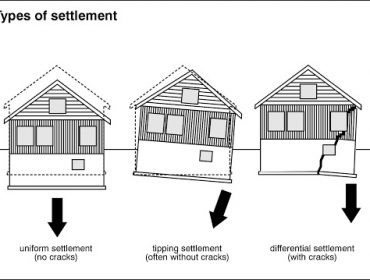 Types of settlement
uniform settlement
(no cracks)
tipping settlement
(often without cracks)
differential settlement
(with cracks)